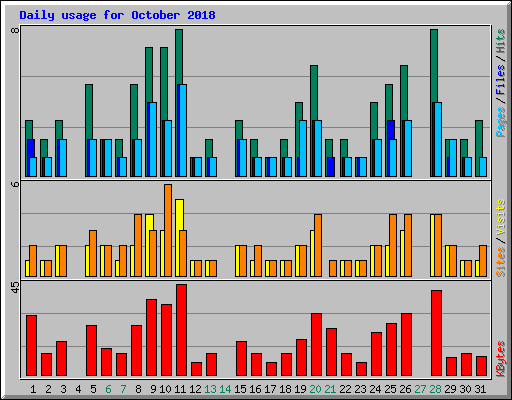 Daily usage for October 2018
8
Pages / Files / Hits
6
Sites / Visits
45
KBytes
1 2 3 4 5 6 7 8 9 10 11 12 13 14 15 16 17 18 19 20 21 22 23 24 25 26 27 28 29 30 31